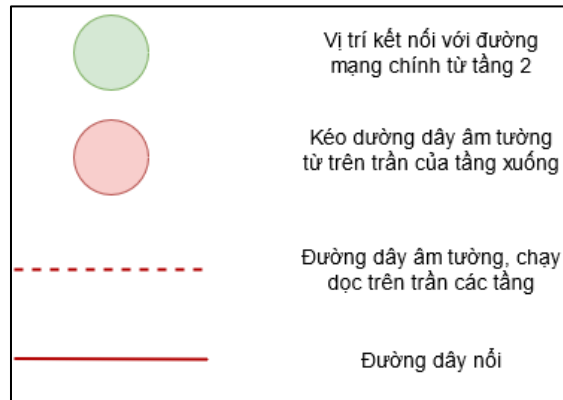 Vị trí kết nối với đường
mạng chính từ tầng 2
Kéo dường dây âm tường
từ trên trần của tầng xuống
Đường dây âm tường, chạy
dọc trên trần các tầng
Đường dây nổi